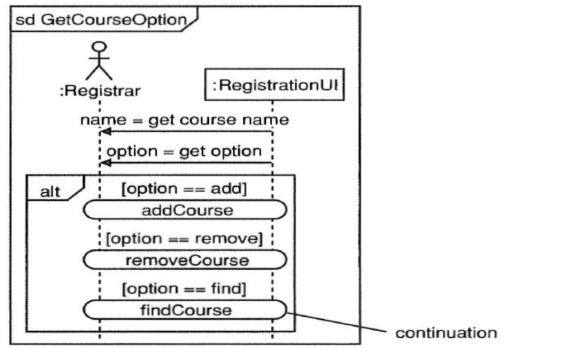 sd GetCourseOption
:Registrar
:RegistrationUI
name = get course name
option = get option
alt
[option == add]
addCourse
[option == remove]
removeCourse
[option == find]
findCourse
continuation